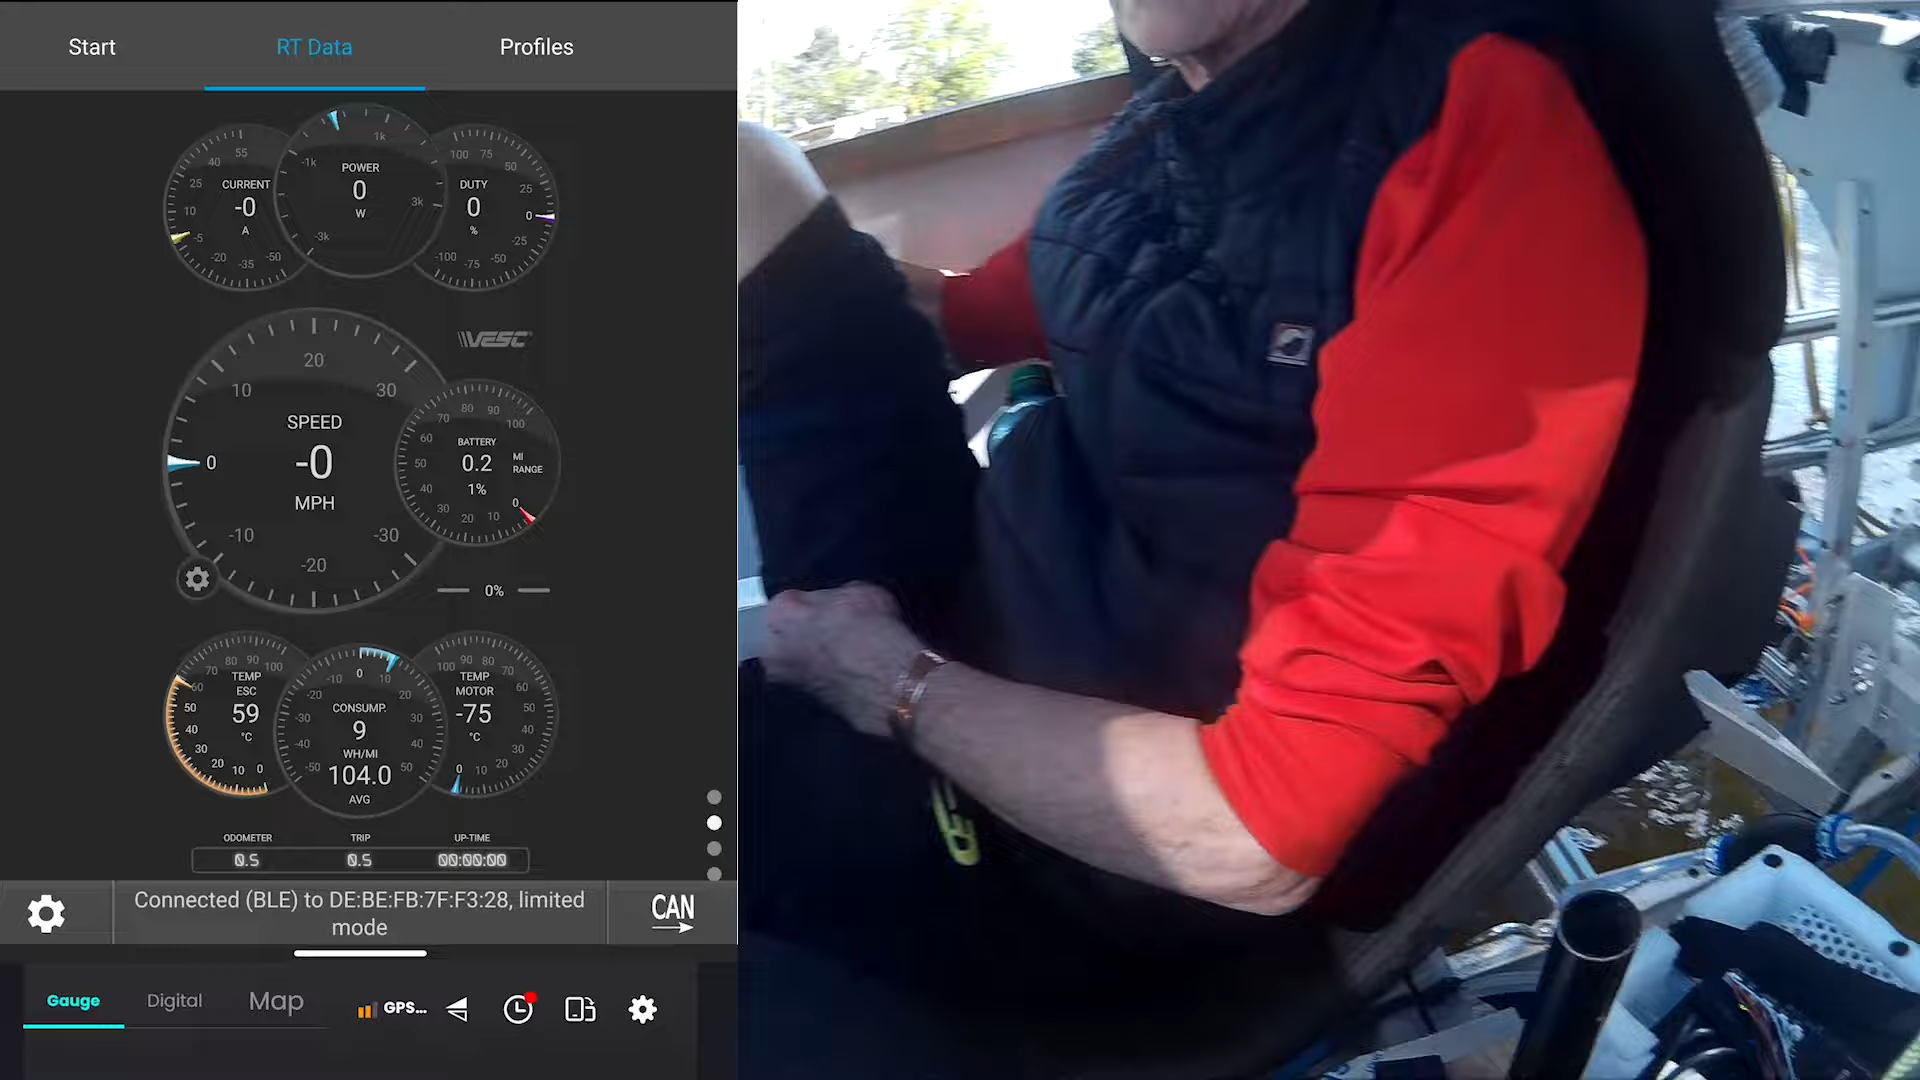 Start RT Data Profiles
-1k 1k 3k -3k
POWER
0
W
55 40 25 10 -5 -20 -35 -50
CURRENT
-0
A
100 75 50 25 0 -25 -50 -75 -100
DUTY
0
%
VESC
20
10 30
SPEED
0 -0
MPH
-10 -30
-20
100 90 80 70 60 50 40 30 20 10 0
BATTERY
0.2
MI
RANGE
1%
0%
100 90 80 70 60 50 40 30 20 10 0
TEMP
ESC
59
°C
-50 -40 -30 -20 -10 0 10 20 30 40 50
CONSUMP.
9
WH/MI
104.0
AVG
100 90 80 70 60 50 40 30 20 10 0
TEMP
MOTOR
-75
°C
ODOMETER TRIP UP-TIME
0.5 0.5 00:00:00
Connected (BLE) to DE:BE:FB:7F:F3:28, limited
mode
CAN
Gauge Digital Map GPS...